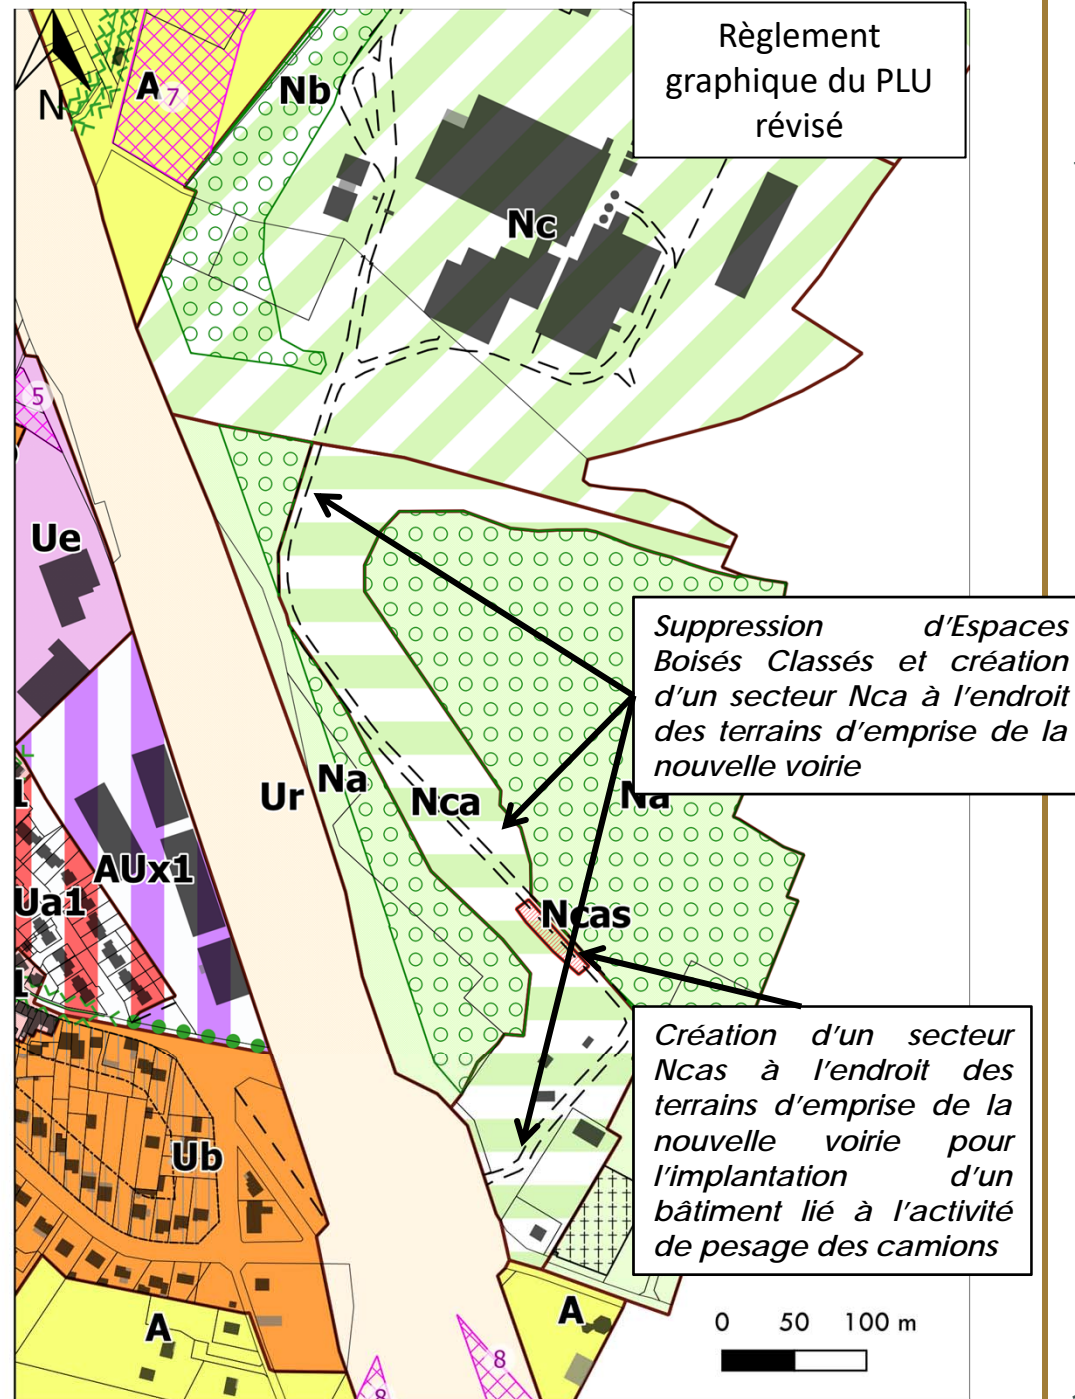 Règlement
graphique du PLU
révisé
N
A
7
Nb
Nc
5
Ue
Suppression d'Espaces
Boisés Classés et création
d'un secteur Nca à l'endroit
des terrains d'emprise de la
nouvelle voirie
Ur
Na
Nca
Na
1
AUx1
Ua1
Ncas
1
Création d'un secteur
Ncas à l'endroit des
terrains d'emprise de la
nouvelle voirie pour
l'implantation d'un
bâtiment lié à l'activité
de pesage des camions
Ub
A
A
8
8
0 50 100 m